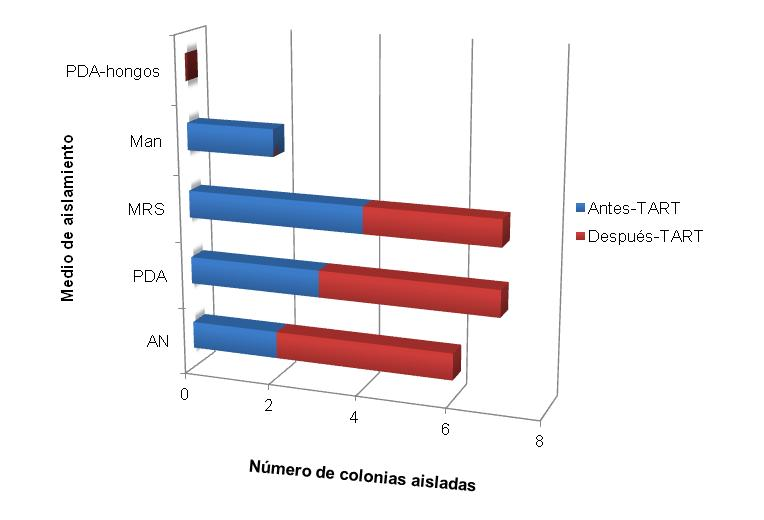 PDA-hongos
Man
MRS
PDA
AN
Medio de aislamiento
0
2
4
6
8
Número de colonias aisladas
Antes-TART
Después-TART